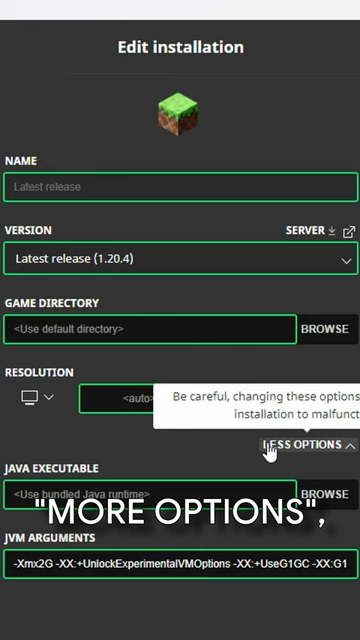 Edit installation
NAME
Latest release
VERSION
SERVER
Latest release (1.20.4)
GAME DIRECTORY
<Use default directory>
BROWSE
RESOLUTION
<auto>
Be careful, changing these options
installation to malfunct
LESS OPTIONS
JAVA EXECUTABLE
<Use bundled Java runtime>
BROWSE
"MORE OPTIONS",
JVM ARGUMENTS
-Xmx2G -XX:+UnlockExperimentalVMOptions -XX:+UseG1GC -XX:G1